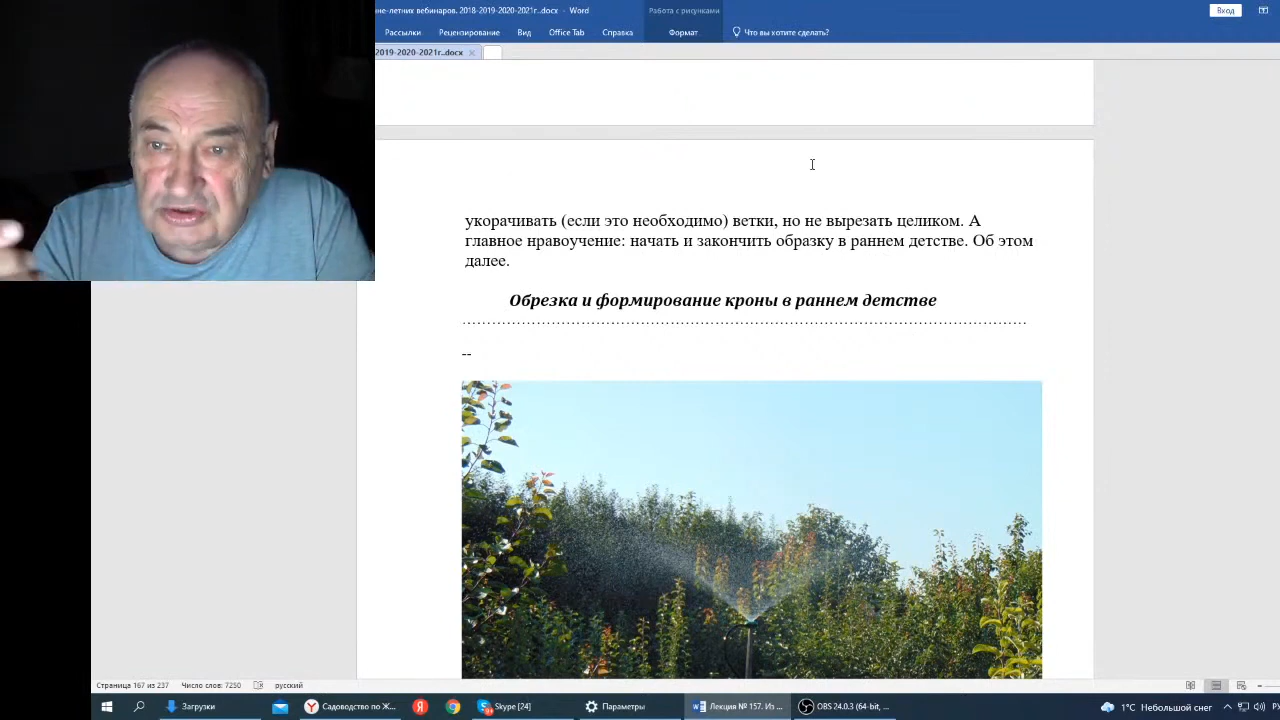 не-летних вебинаров. 2018-2019-2020-2021г..docx - Word
Работа с рисунками
Вход
Рассылки Рецензирование Вид Office Tab Справка Формат Что вы хотите сделать?
2019-2020-2021г..docx
укорачивать (если это необходимо) ветки, но не вырезать целиком. А
главное нравоучение: начать и закончить образку в раннем детстве. Об этом
далее.
Обрезка и формирование кроны в раннем детстве
................................................................................................
--
Страница 167 из 237 Число слов: 7250 русский
Загрузки
Садоводство по Ж...
Skype [24]
Параметры
Лекция № 157. Из ...
OBS 24.0.3 (64-bit, ...
1°C Небольшой снег